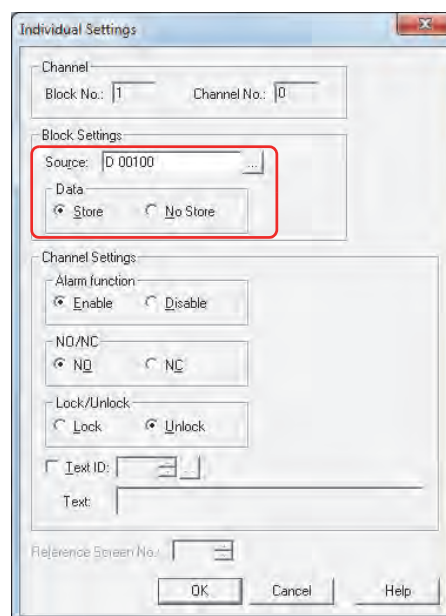 Individual Settings
Channel
Block No.: 1 Channel No.: 0
Block Settings
Source: D 00100 ...
Data
Store No Store
Channel Settings
Alarm function
Enable Disable
NO/NC
NO NC
Lock/Unlock
Lock Unlock
Text ID: ...
Text:
Reference Screen No.:
OK Cancel Help